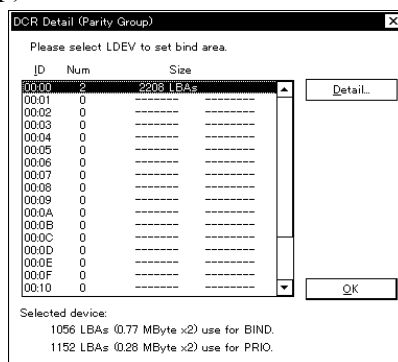 DCR Detail (Parity Group)
Please select LDEV to set bind area.
ID Num Size
00:00 2 2208 LBAs
00:01 0 ------- --------
00:02 0 ------- --------
00:03 0 ------- --------
00:04 0 ------- --------
00:05 0 ------- --------
00:06 0 ------- --------
00:07 0 ------- --------
00:08 0 ------- --------
00:09 0 ------- --------
00:0A 0 ------- --------
00:0B 0 ------- --------
00:0C 0 ------- --------
00:0D 0 ------- --------
00:0E 0 ------- --------
00:0F 0 ------- --------
00:10 0 ------- --------
Detail...
OK
Selected device:
1056 LBAs (0.77 MByte x2) use for BIND.
1152 LBAs (0.28 MByte x2) use for PRIO.